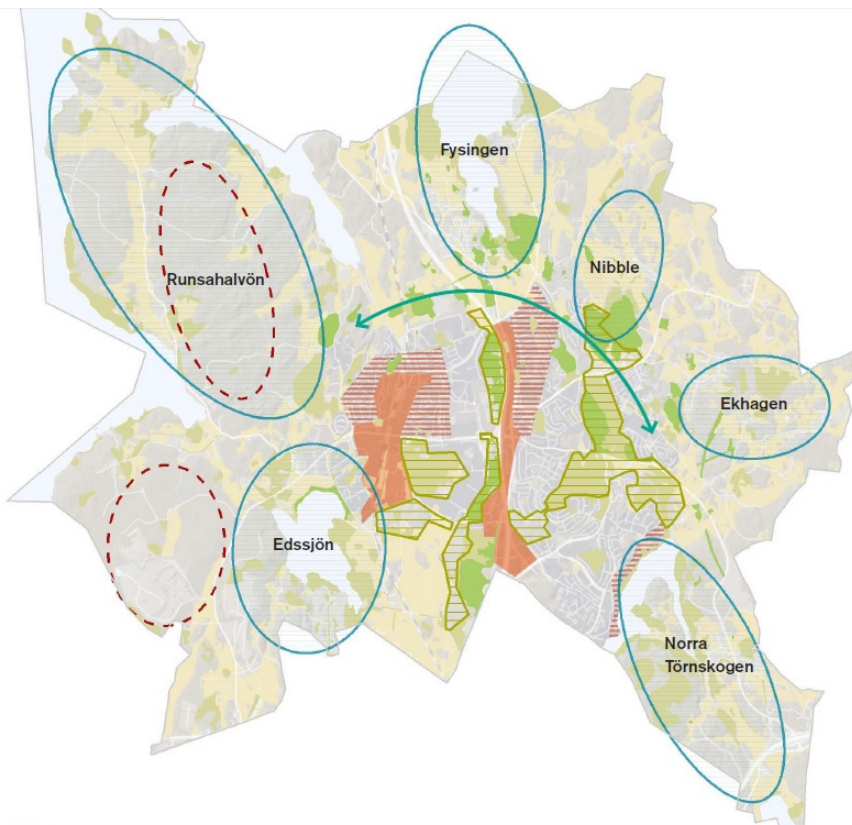 Fysingen
Nibble
Runsahalvön
Ekhagen
Edssjön
Norra
Törnskogen